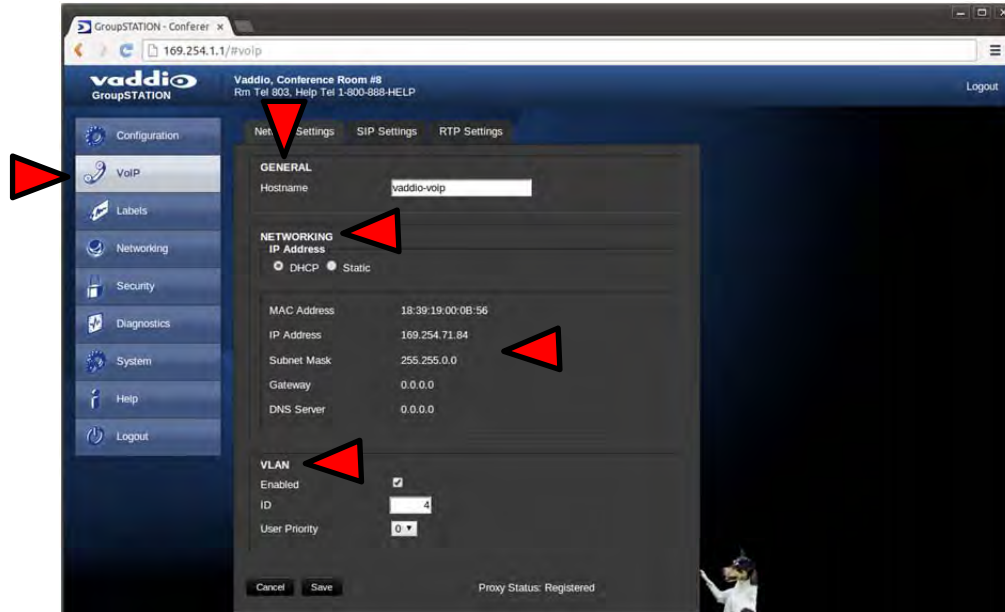 GroupSTATION - Conferer ×
169.254.1.1/#voip
vaddio
GroupSTATION
Vaddio, Conference Room #8
Rm Tel 803, Help Tel 1-800-888-HELP
Logout
Configuration
VoIP
Labels
Networking
Security
Diagnostics
System
Help
Logout
Settings SIP Settings RTP Settings
GENERAL
Hostname vaddio-voip
NETWORKING
IP Address
DHCP Static
MAC Address 18:39:19:00:0B:56
IP Address 169.254.71.84
Subnet Mask 255.255.0.0
Gateway 0.0.0.0
DNS Server 0.0.0.0
VLAN
Enabled
ID 4
User Priority 0
Cancel Save Proxy Status: Registered